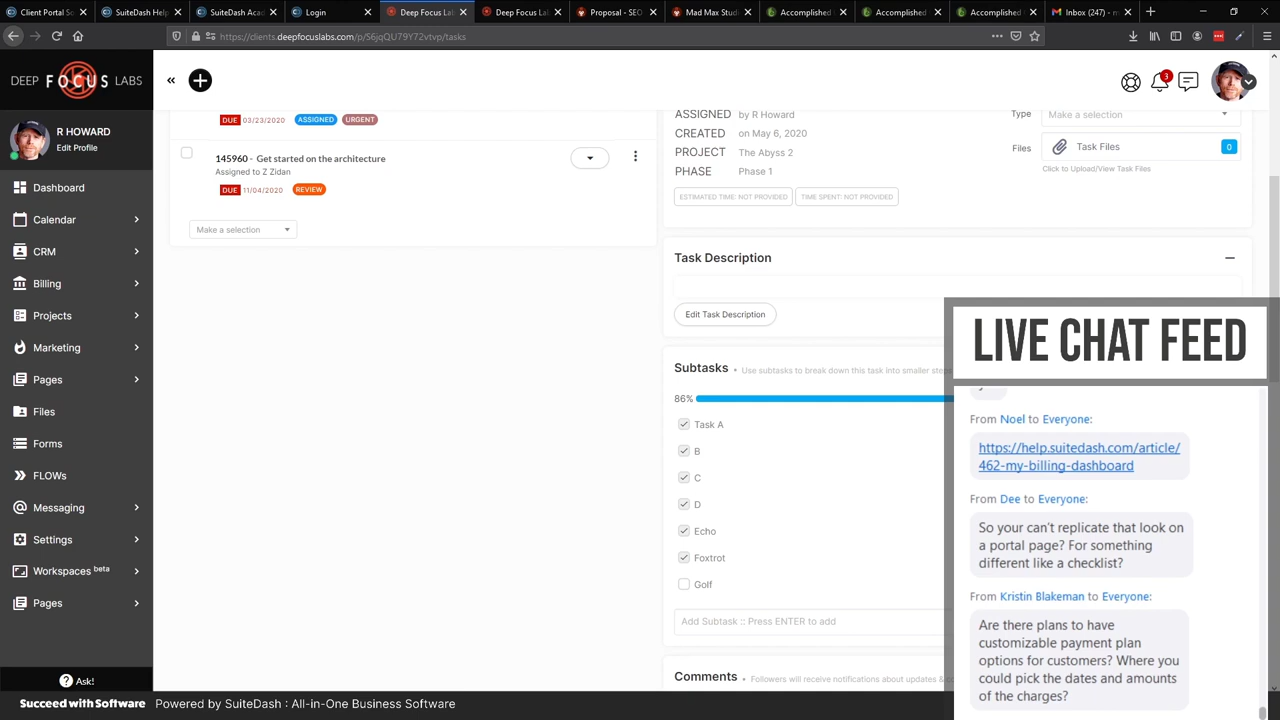 Client Portal So
SuiteDash Help
SuiteDash Acad
Login
Deep Focus Lab
Deep Focus Lab
Proposal - SEO
Mad Max Studi
Accomplished
Accomplished
Accomplished
Inbox (247) - m
https://clients.deepfocuslabs.com/p/S6jqQU79Y72vtvp/tasks
DEEP FOCUS LABS
3
R HOWARD
Edit Profile
Dashboard
Calendar
CRM
Billing
Projects
Marketing
Files
Forms
FLOWs
Messaging
Settings
Workspaces beta
Pages
Ask!
DUE 03/23/2020 ASSIGNED URGENT
145960 - Get started on the architecture
Assigned to Z Zidan
DUE 11/04/2020 REVIEW
Make a selection
ASSIGNED by R Howard
CREATED on May 6, 2020
PROJECT The Abyss 2
PHASE Phase 1
ESTIMATED TIME: NOT PROVIDED TIME SPENT: NOT PROVIDED
Type Make a selection
Files Task Files 0
Click to Upload/View Task Files
Task Description
Edit Task Description
Subtasks • Use subtasks to break down this task into smaller steps
86%
Task A
B
C
D
Echo
Foxtrot
Golf
Add Subtask :: Press ENTER to add
Comments • Followers will receive notifications about updates &
LIVE CHAT FEED
From Noel to Everyone:
https://help.suitedash.com/article/
462-my-billing-dashboard
From Dee to Everyone:
So your can't replicate that look on
a portal page? For something
different like a checklist?
From Kristin Blakeman to Everyone:
Are there plans to have
customizable payment plan
options for customers? Where you
could pick the dates and amounts
of the charges?
Succeed with Software Powered by SuiteDash : All-in-One Business Software